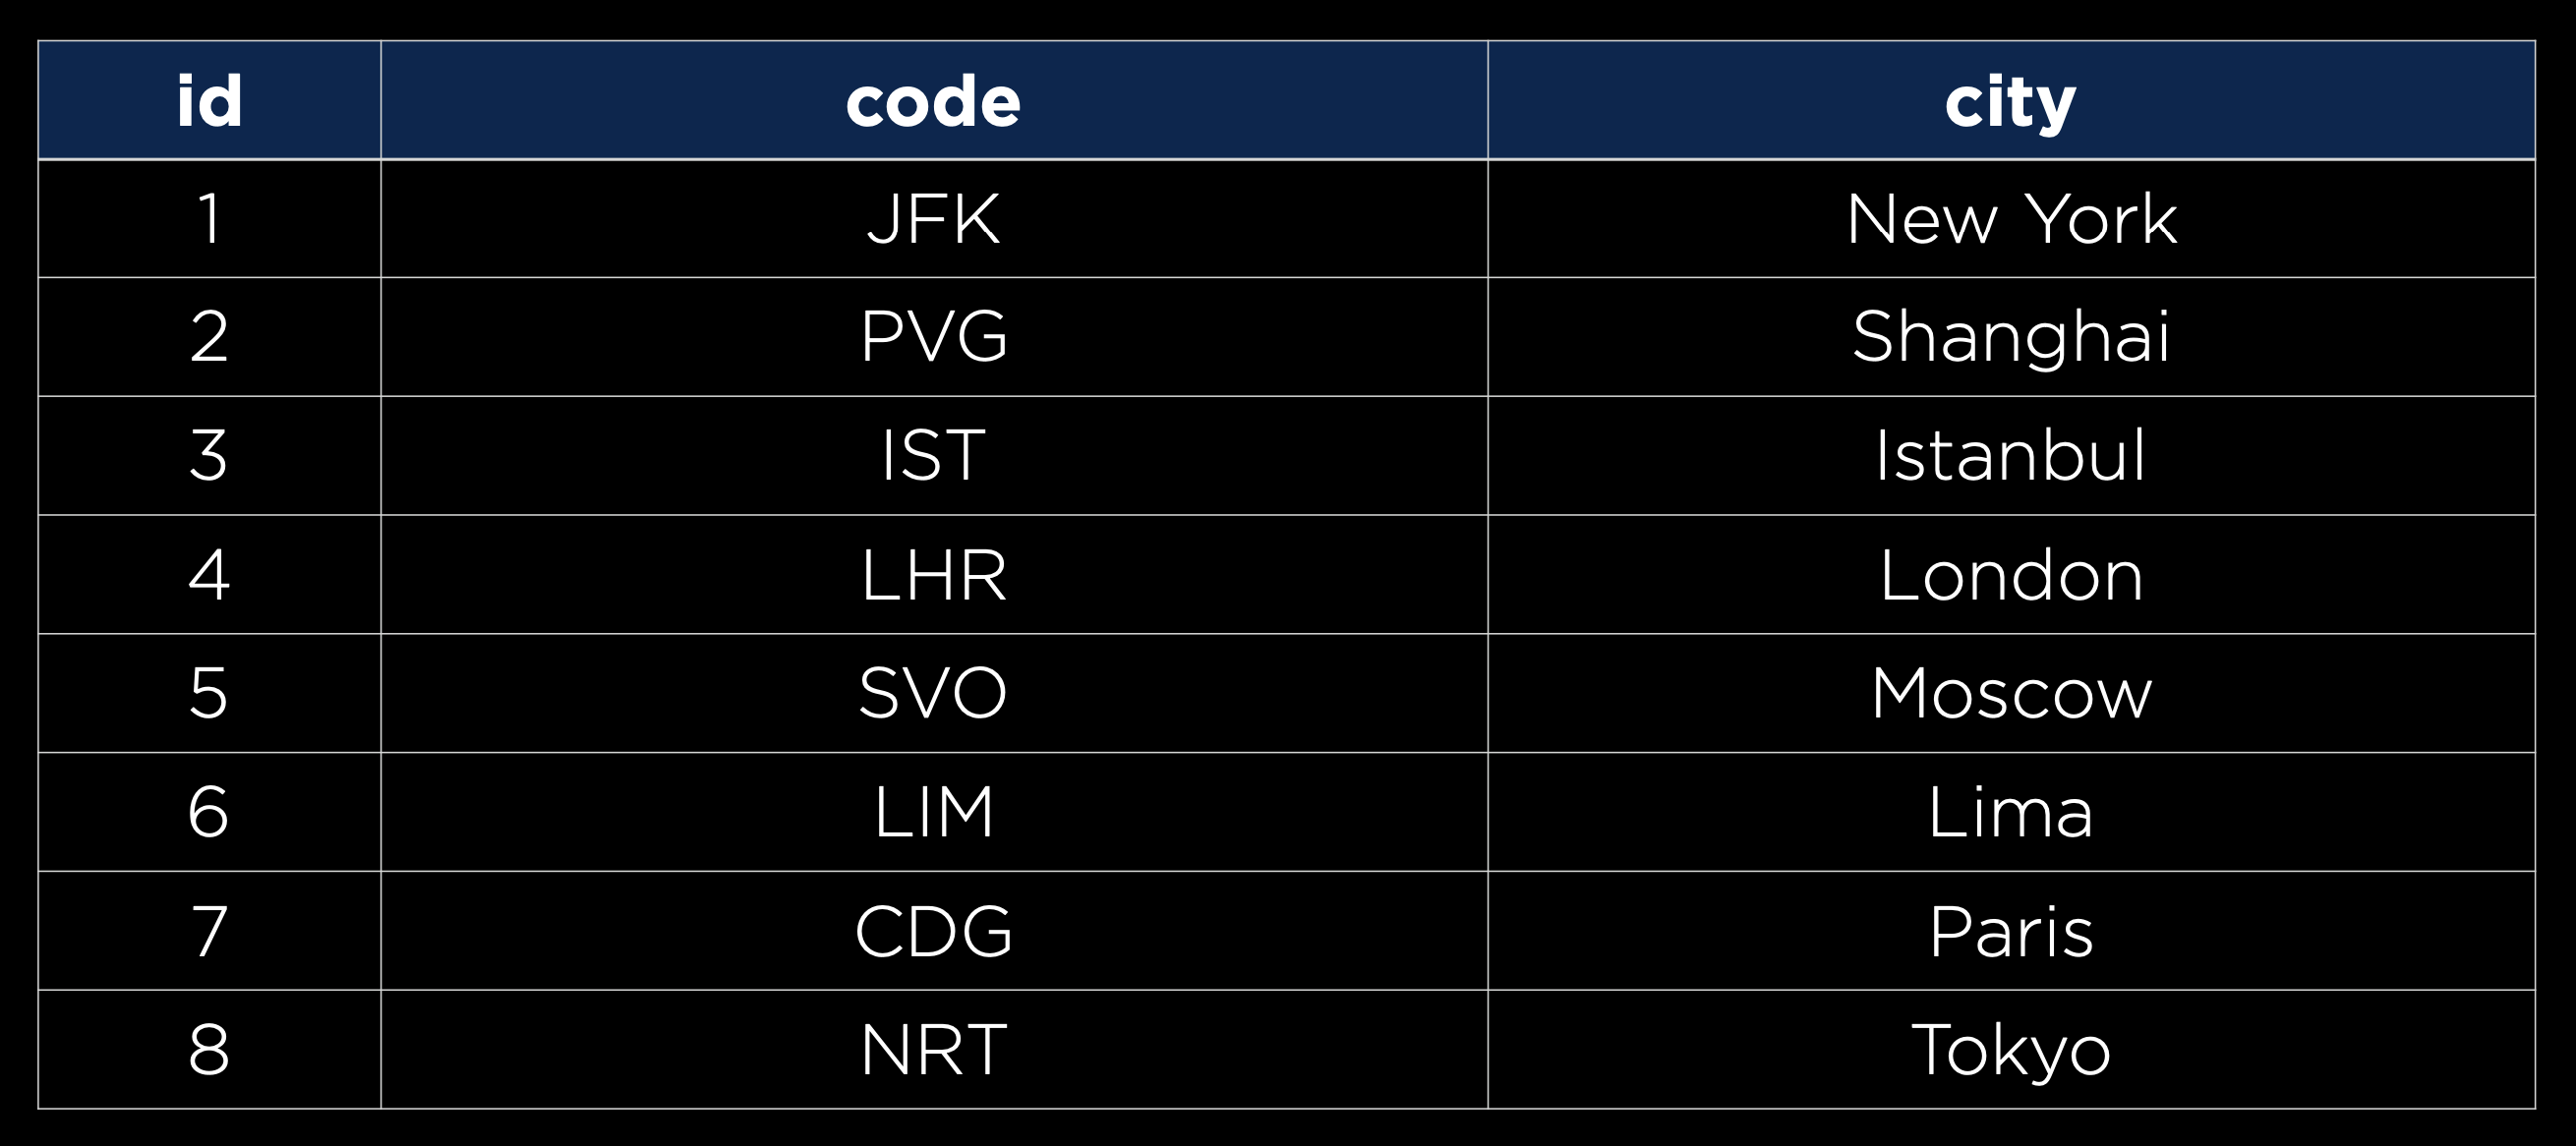 id code city
1 JFK New York
2 PVG Shanghai
3 IST Istanbul
4 LHR London
5 SVO Moscow
6 LIM Lima
7 CDG Paris
8 NRT Tokyo